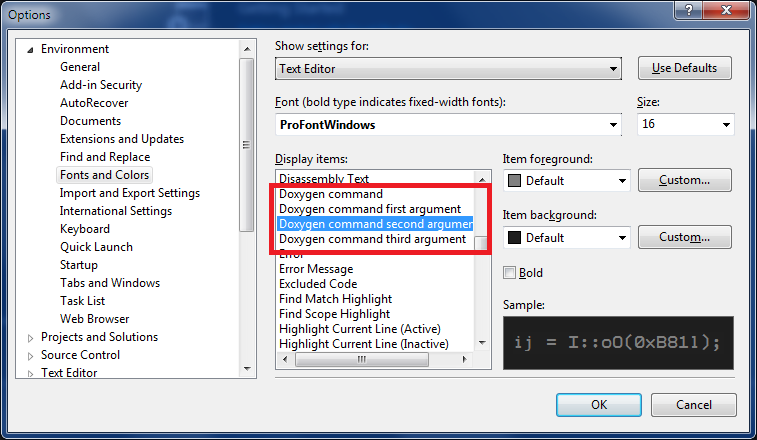 Getting Started
Options
Environment
General
Add-in Security
AutoRecover
Documents
Extensions and Updates
Find and Replace
Fonts and Colors
Import and Export Settings
International Settings
Keyboard
Quick Launch
Startup
Tabs and Windows
Task List
Web Browser
Projects and Solutions
Source Control
Text Editor
Show settings for:
Text Editor
Use Defaults
Font (bold type indicates fixed-width fonts):
Size:
ProFontWindows
16
Display items:
Disassembly Text
Doxygen command
Doxygen command first argument
Doxygen command second argumer
Doxygen command third argument
Error
Error Message
Excluded Code
Find Match Highlight
Find Scope Highlight
Highlight Current Line (Active)
Highlight Current Line (Inactive)
Item foreground:
Default
Custom...
Item background:
Default
Custom...
Bold
Sample:
ij = I::oO(0xB81l);
OK
Cancel